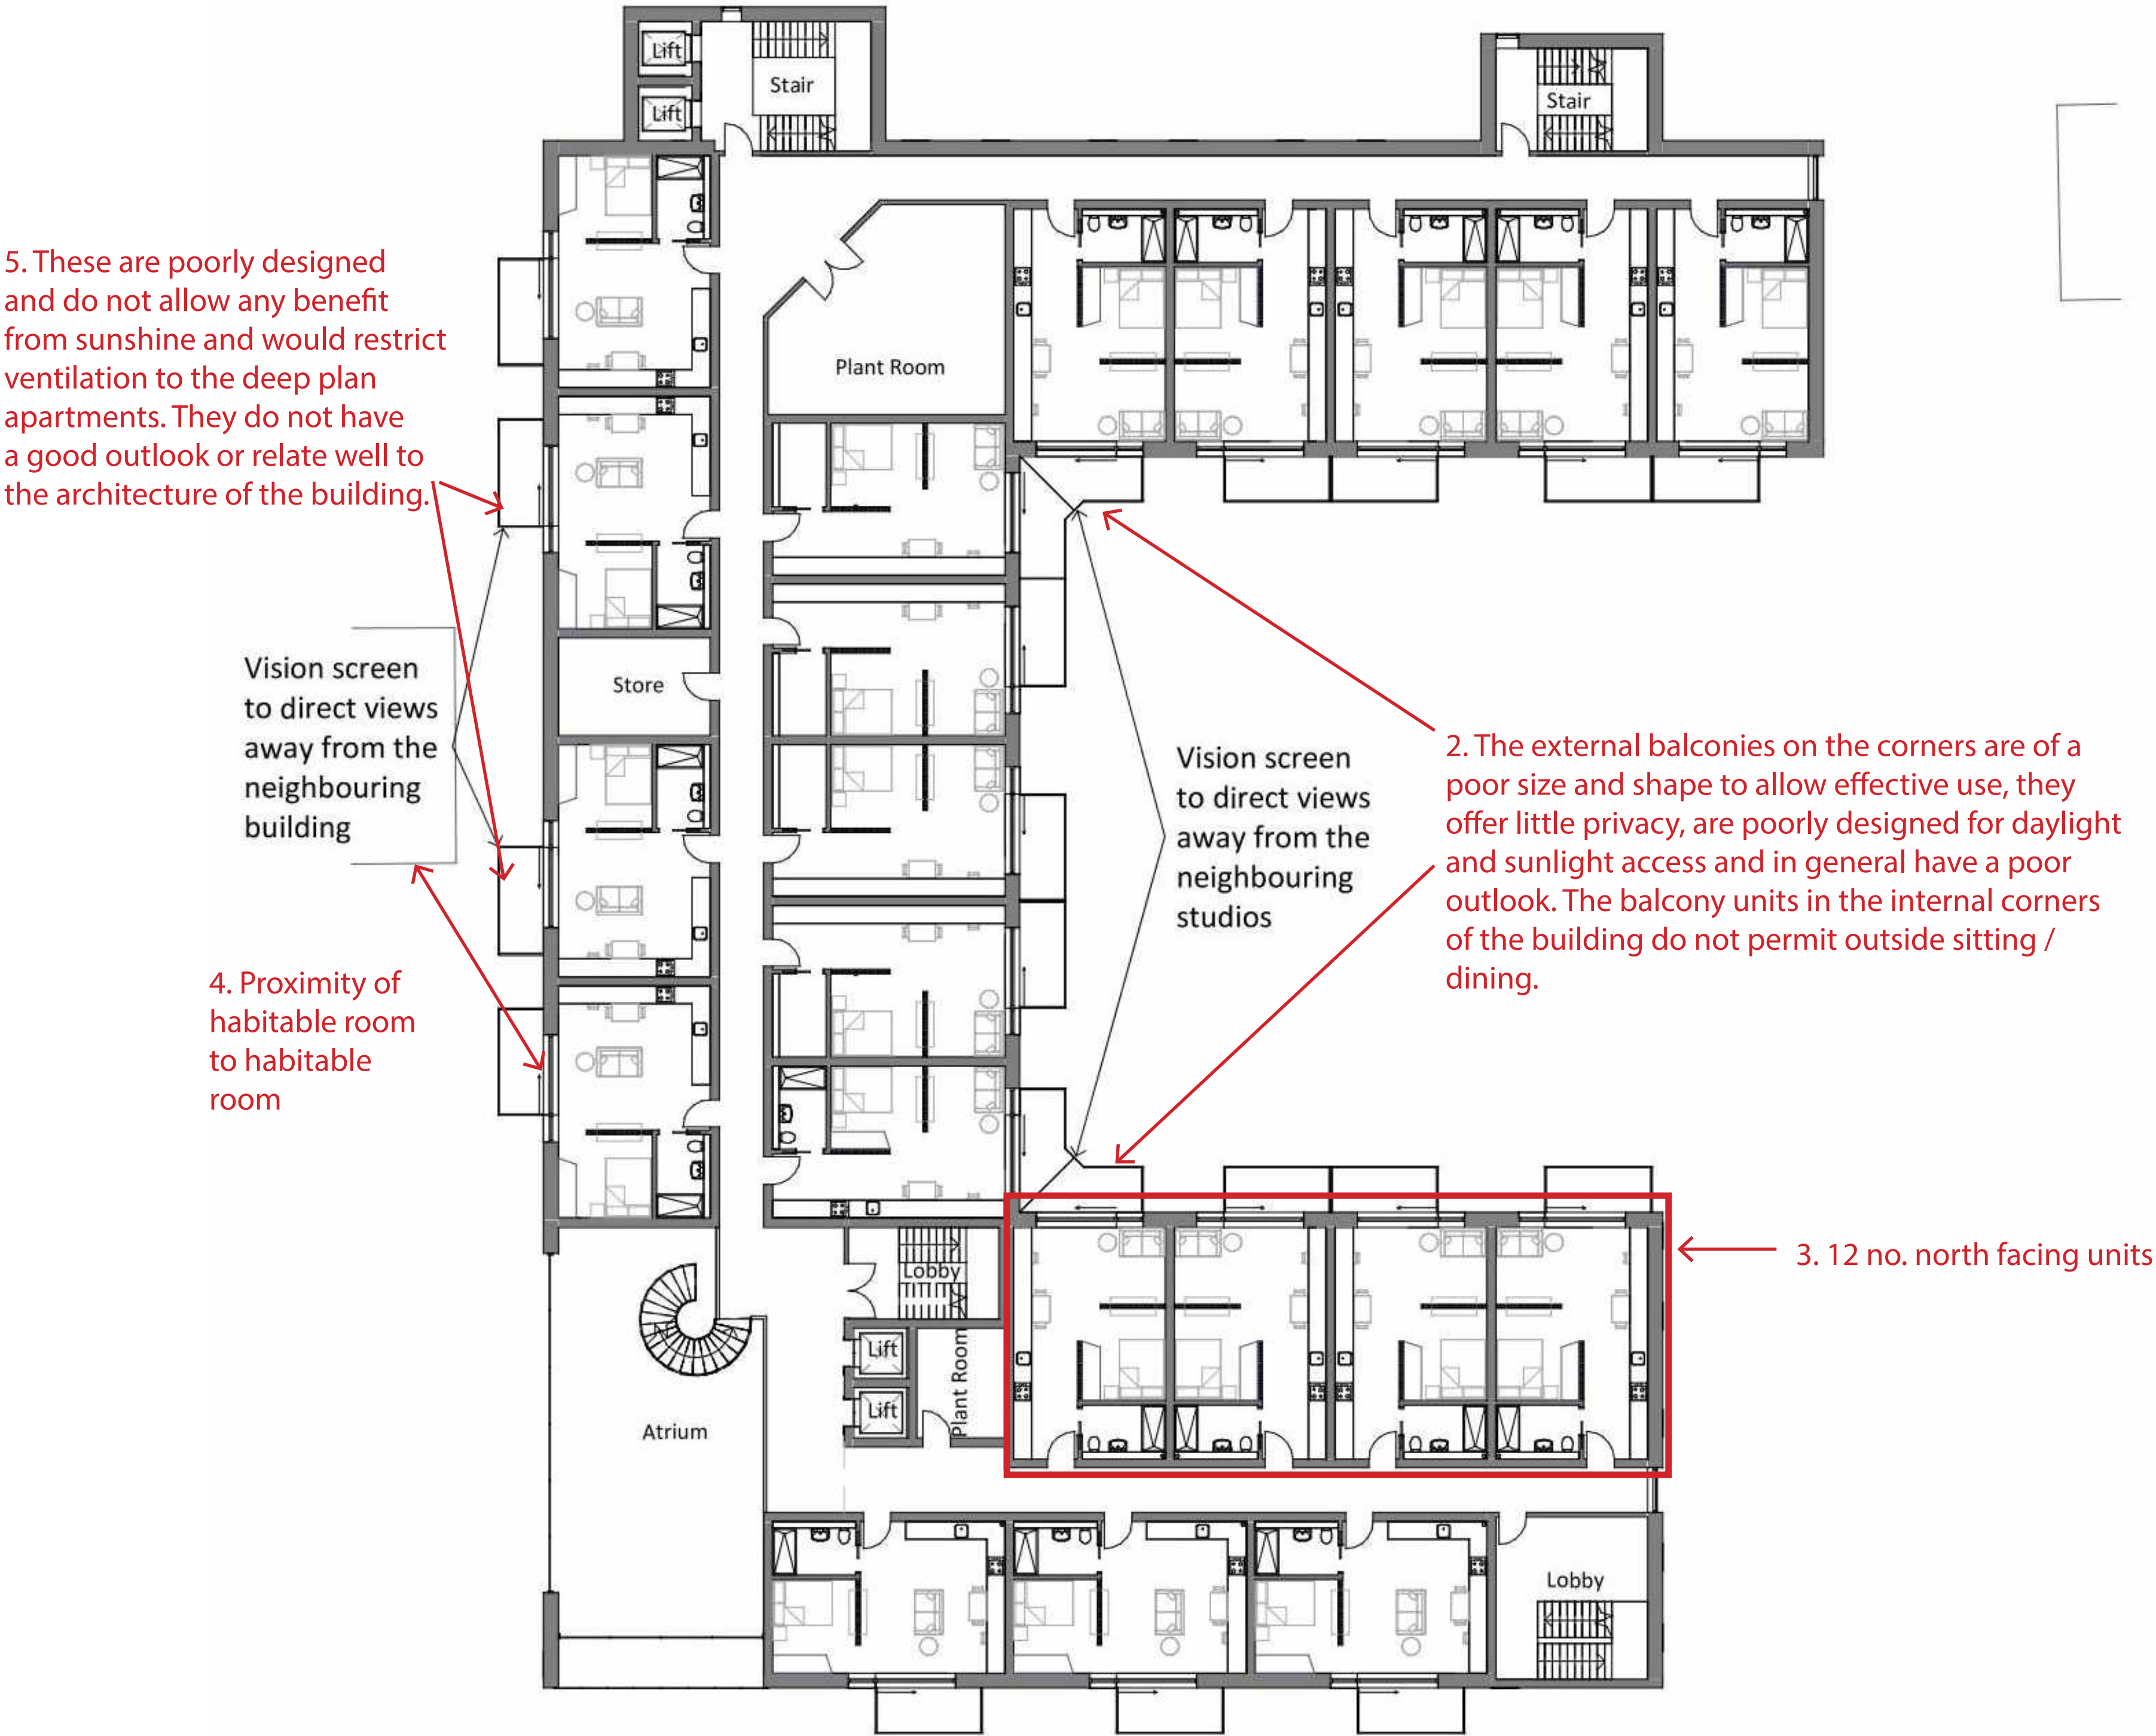 Lift
Stair
Lift
Stair
5. These are poorly designed
and do not allow any benefit
from sunshine and would restrict
ventilation to the deep plan
apartments. They do not have
a good outlook or relate well to
the architecture of the building.
Plant Room
Vision screen
to direct views
away from the
neighbouring
building
Store
Vision screen
to direct views
away from the
neighbouring
studios
2. The external balconies on the corners are of a
poor size and shape to allow effective use, they
offer little privacy, are poorly designed for daylight
and sunlight access and in general have a poor
outlook. The balcony units in the internal corners
of the building do not permit outside sitting /
dining.
4. Proximity of
habitable room
to habitable
room
3. 12 no. north facing units
Lobby
Lift
Plant Room
Lift
Atrium
Lobby